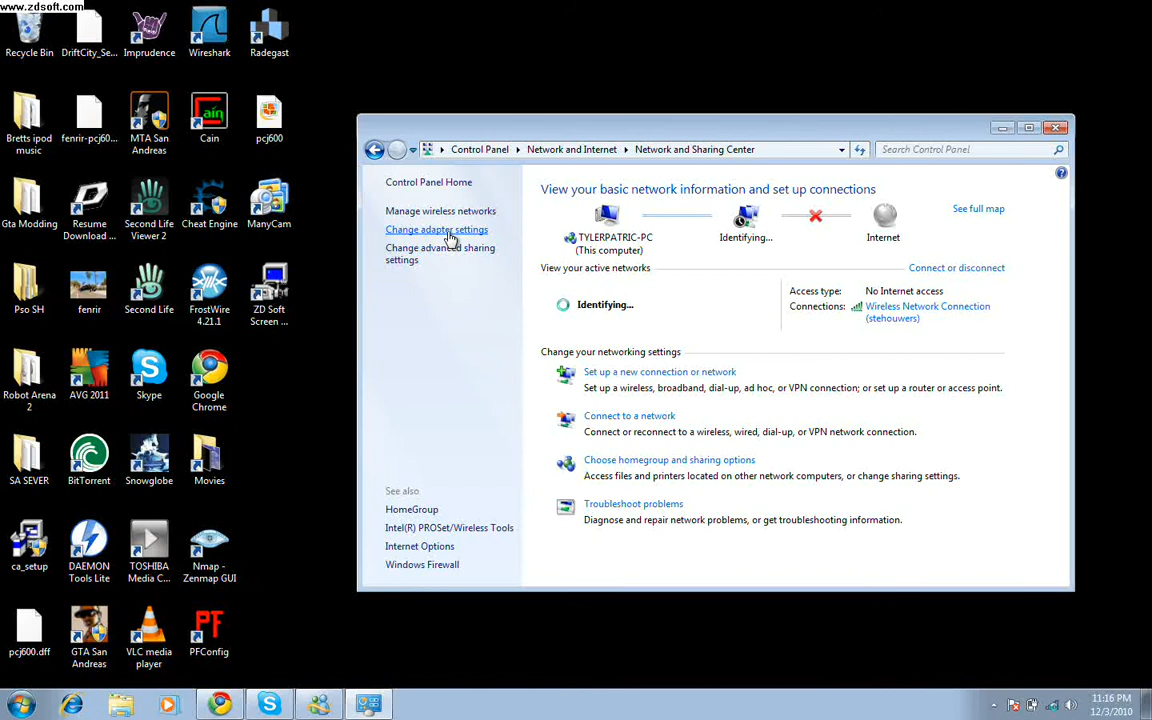 www.zdsoft.com
Recycle Bin
DriftCity_Se...
Imprudence
Wireshark
Radegast
Bretts ipod
music
fenrir-pcj60...
MTA San
Andreas
Cain
pcj600
Gta Modding
Resume
Download ...
Second Life
Viewer 2
Cheat Engine
ManyCam
Pso SH
fenrir
Second Life
FrostWire
4.21.1
ZD Soft
Screen ...
Robot Arena
2
AVG 2011
Skype
Google
Chrome
SA SEVER
BitTorrent
Snowglobe
Movies
ca_setup
DAEMON
Tools Lite
TOSHIBA
Media C...
Nmap -
Zenmap GUI
pcj600.dff
GTA San
Andreas
VLC media
player
PF
PFConfig
Control Panel
Network and Internet
Network and Sharing Center
Search Control Panel
Control Panel Home
Manage wireless networks
Change adapter settings
Change advanced sharing
settings
See also
HomeGroup
Intel(R) PROSet/Wireless Tools
Internet Options
Windows Firewall
View your basic network information and set up connections
See full map
TYLERPATRIC-PC
(This computer)
Identifying...
Internet
View your active networks
Connect or disconnect
Identifying...
Access type: No Internet access
Connections: Wireless Network Connection
(stehouwers)
Change your networking settings
Set up a new connection or network
Set up a wireless, broadband, dial-up, ad hoc, or VPN connection; or set up a router or access point.
Connect to a network
Connect or reconnect to a wireless, wired, dial-up, or VPN network connection.
Choose homegroup and sharing options
Access files and printers located on other network computers, or change sharing settings.
Troubleshoot problems
Diagnose and repair network problems, or get troubleshooting information.
11:16 PM
12/3/2010